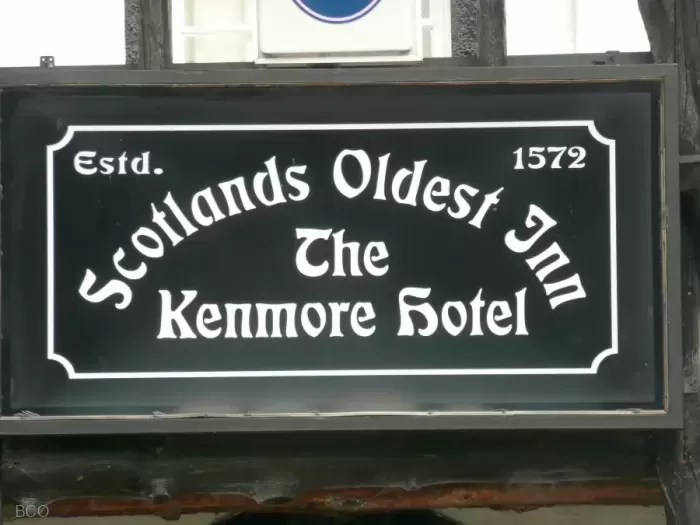 Estd. 1572
Scotlands Oldest Inn
The
Kenmore Hotel
BCO